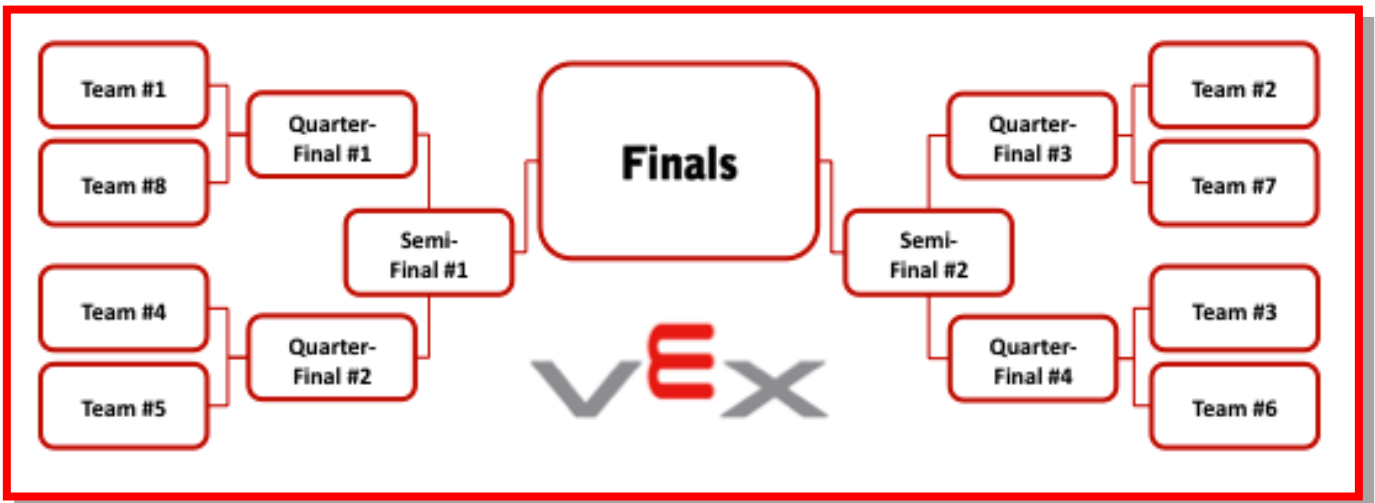 Team #1
Team #8
Quarter-
Final #1
Team #4
Team #5
Quarter-
Final #2
Semi-
Final #1
Finals
Semi-
Final #2
Quarter-
Final #3
Team #2
Team #7
Quarter-
Final #4
Team #3
Team #6
VEX